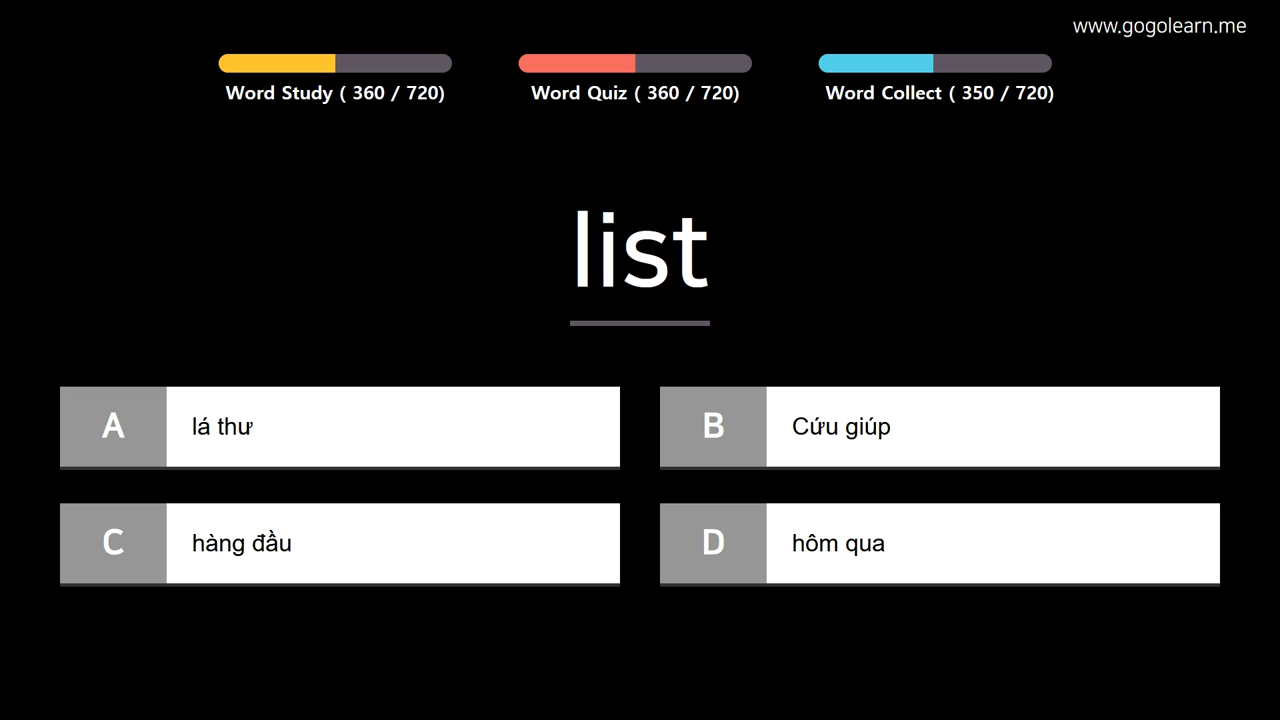 www.gogolearn.me
Word Study ( 360 / 720)
Word Quiz ( 360 / 720)
Word Collect ( 350 / 720)
list
A
lá thư
B
Cứu giúp
C
hàng đầu
D
hôm qua